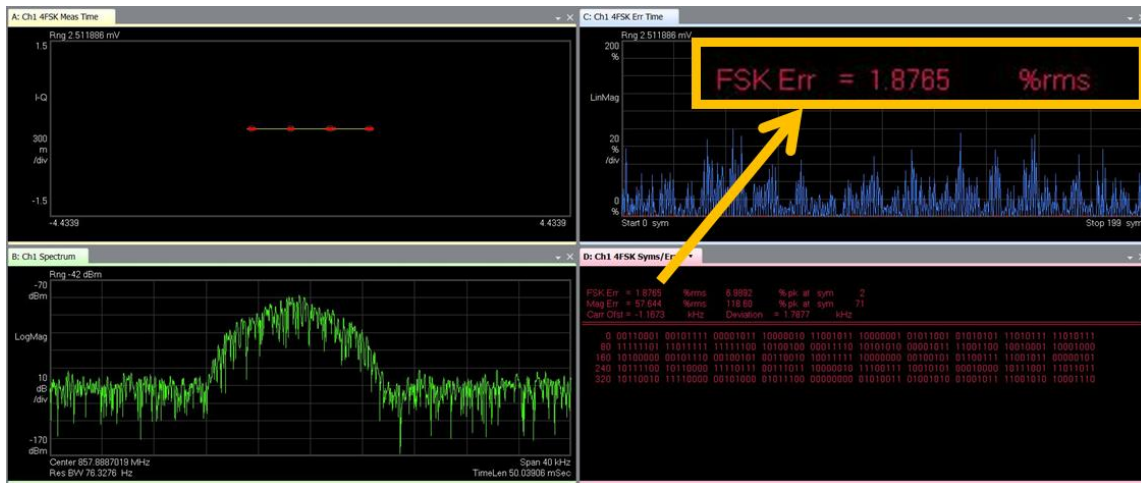 A: Ch1 4FSK Meas Time
Rng 2.511886 mV
1.5
I-Q
300
m
/div
-1.5
-4.4339 4.4339
C: Ch1 4FSK Err Time
Rng 2.511886 mV
200
%
LinMag
20
%
/div
0
%
Start 0 sym Stop 199 sym
FSK Err = 1.8765 %rms
B: Ch1 Spectrum
Rng -42 dBm
-70
dBm
LogMag
10
dB
/div
-170
dBm
Center 857.8887019 MHz Span 40 kHz
Res BW 76.3276 Hz TimeLen 50.03906 mSec
D: Ch1 4FSK Syms/Er
FSK Err = 1.8765 %rms 6.9892 % pk at sym 2
Mag Err = 57.644 %rms 118.60 % pk at sym 71
Carr Ofst = -1.1673 kHz Deviation = 1.7877 kHz
0 00110001 00101111 00001011 10000010 11001011 10000001 01011001 01010101 11010111 11010111
80 11111101 11011111 11111100 10100100 00011110 10101010 00010011 11001100 10010001 10001000
160 10100000 00101110 00100101 00110010 10011111 10000000 00100101 01100111 11001011 00000101
240 10111100 10110000 11110111 00111011 10000010 11100111 10010101 00010000 10111001 11011011
320 10110010 11110000 00101000 01011100 00000000 01010011 01001010 01001011 11001010 10001110